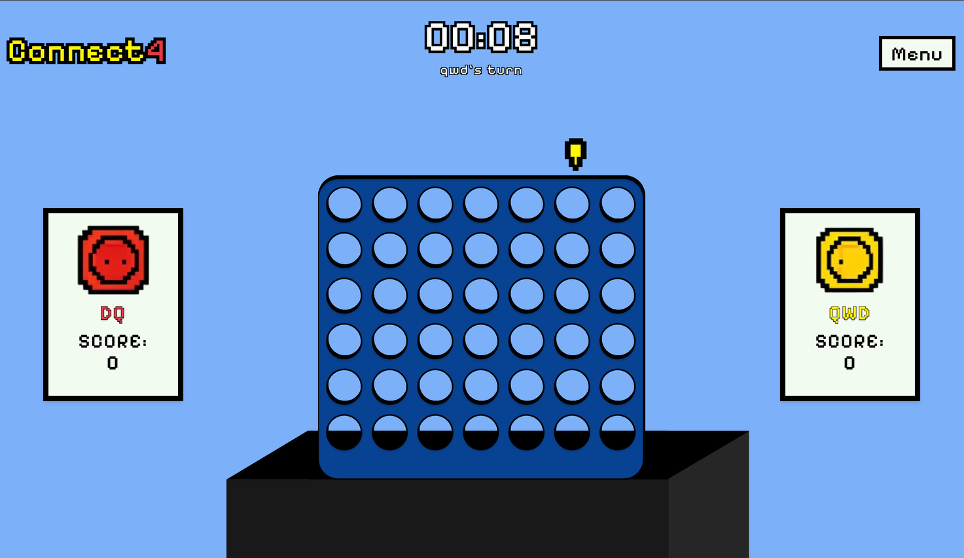 Connect4
00:08
qwd's turn
Menu
DQ
SCORE:
0
QWD
SCORE:
0